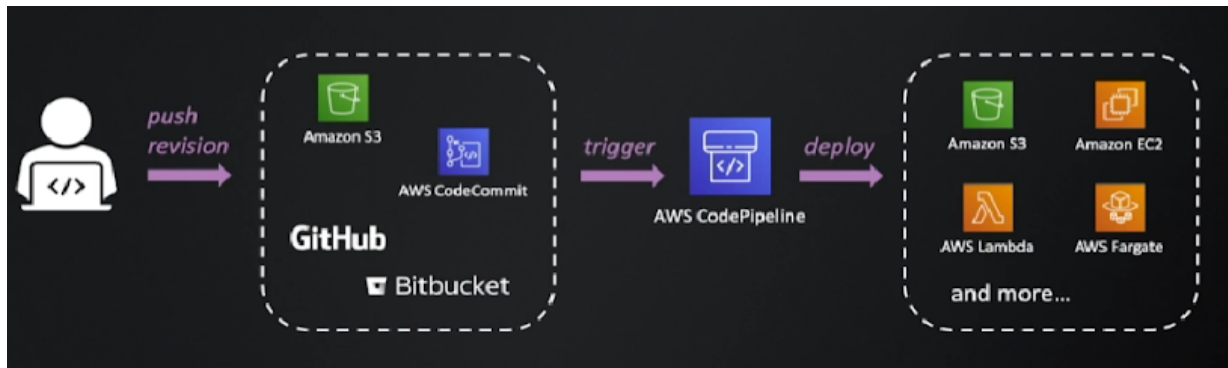 push
revision
</>
Amazon S3
AWS CodeCommit
GitHub
Bitbucket
trigger
</>
AWS CodePipeline
deploy
Amazon S3
Amazon EC2
AWS Lambda
AWS Fargate
and more...